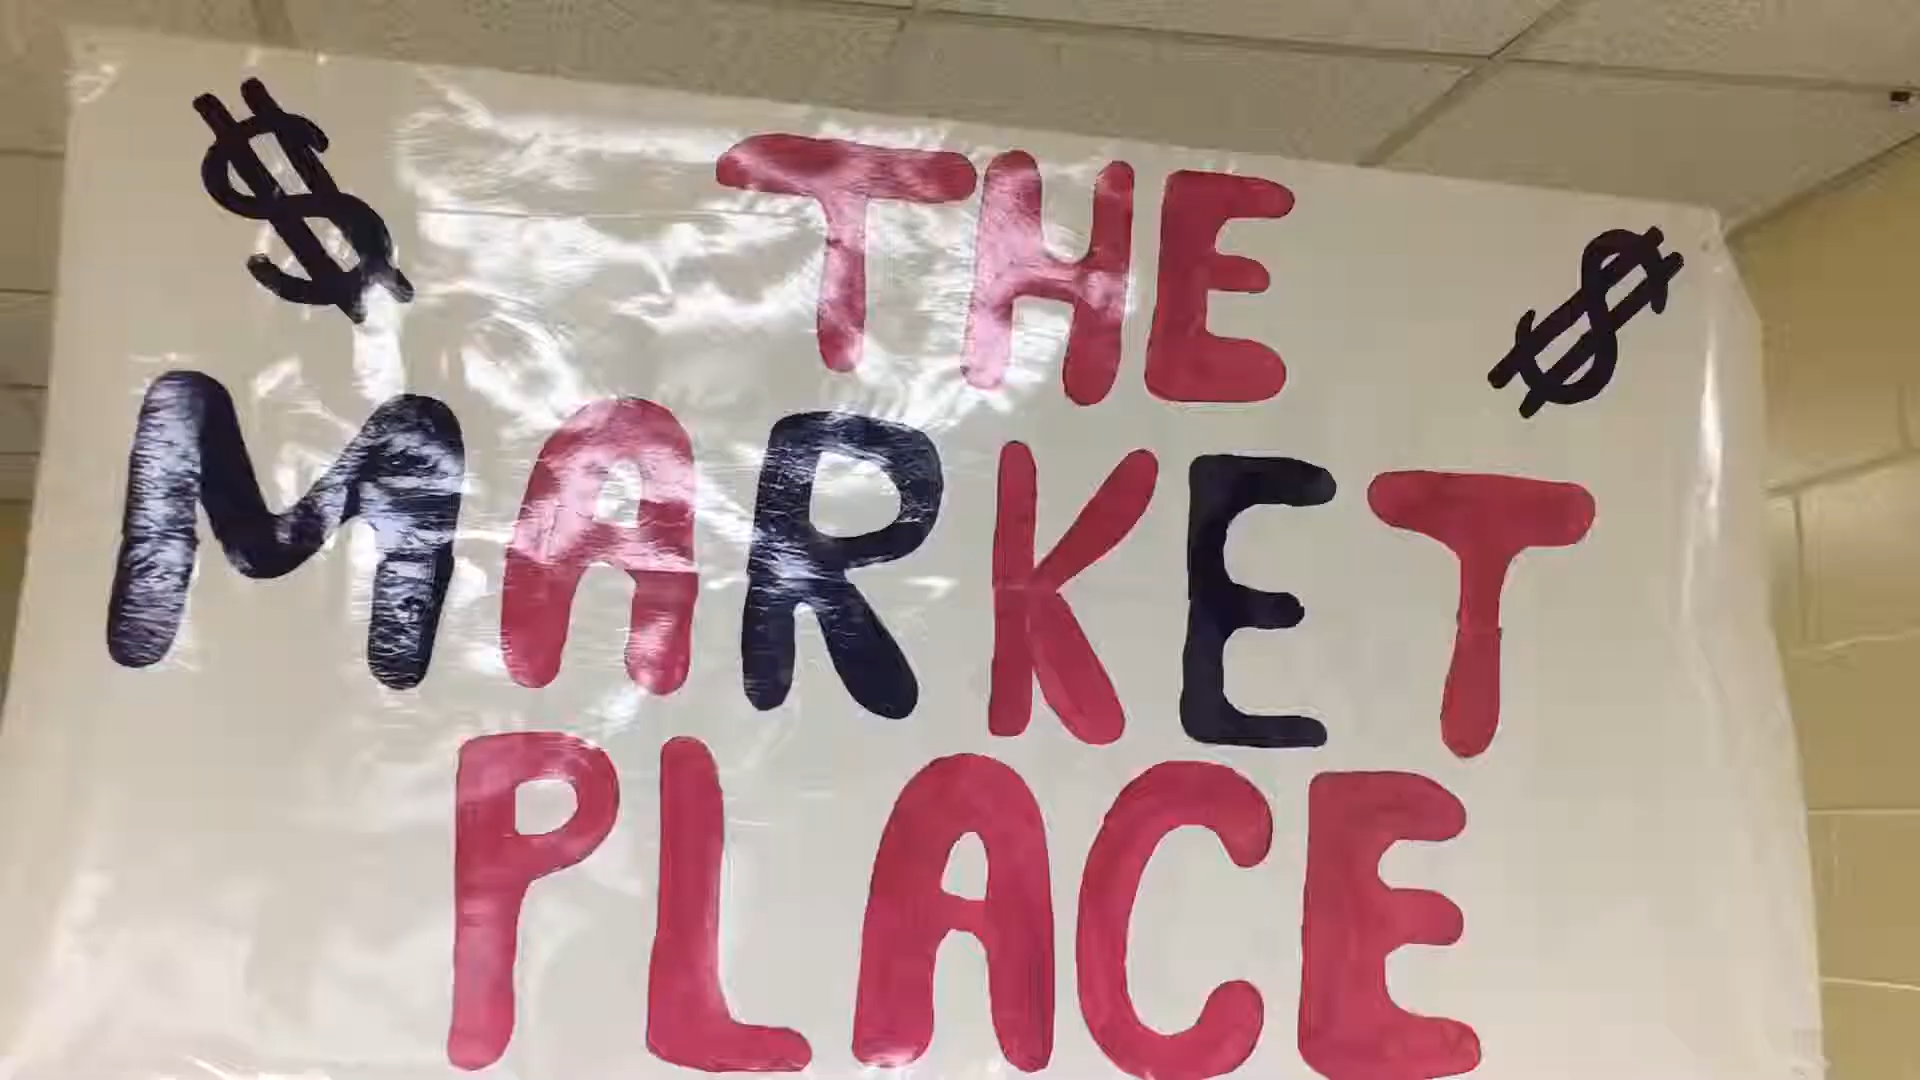 $ THE $
MARKET
PLACE